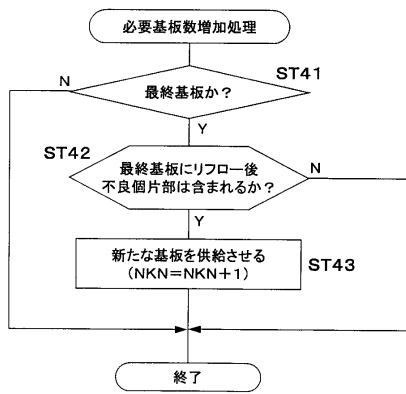 必要基板数増加処理
N
ST41
最終基板か？
Y
ST42
最終基板にリフロー後
不良個片部は含まれるか？
N
Y
新たな基板を供給させる
（NKN＝NKN＋1）
ST43
終了